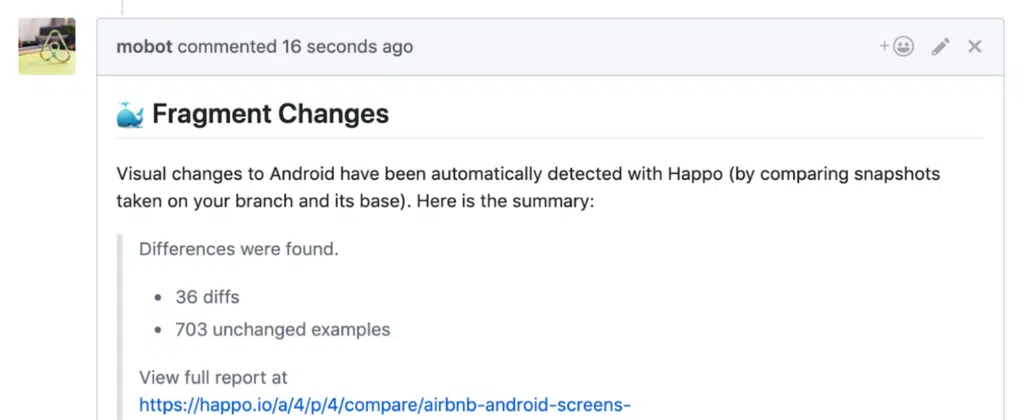 mobot commented 16 seconds ago
🐳 Fragment Changes
Visual changes to Android have been automatically detected with Happo (by comparing snapshots
taken on your branch and its base). Here is the summary:
Differences were found.
• 36 diffs
• 703 unchanged examples
View full report at
https://happo.io/a/4/p/4/compare/airbnb-android-screens-